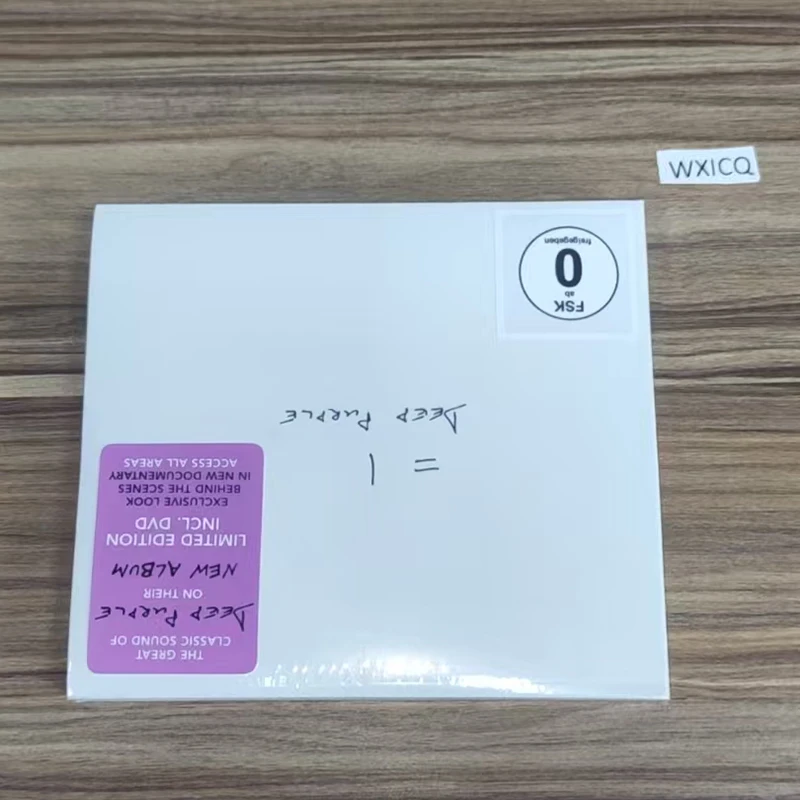 WXICQ
FSK
ab
0
freigegeben
= 1
DEEP PURPLE
THE GREAT
CLASSIC SOUND OF
DEEP PURPLE
ON THEIR
NEW ALBUM
LIMITED EDITION
INCL. DVD
EXCLUSIVE LOOK
BEHIND THE SCENES
IN NEW DOCUMENTARY
ACCESS ALL AREAS